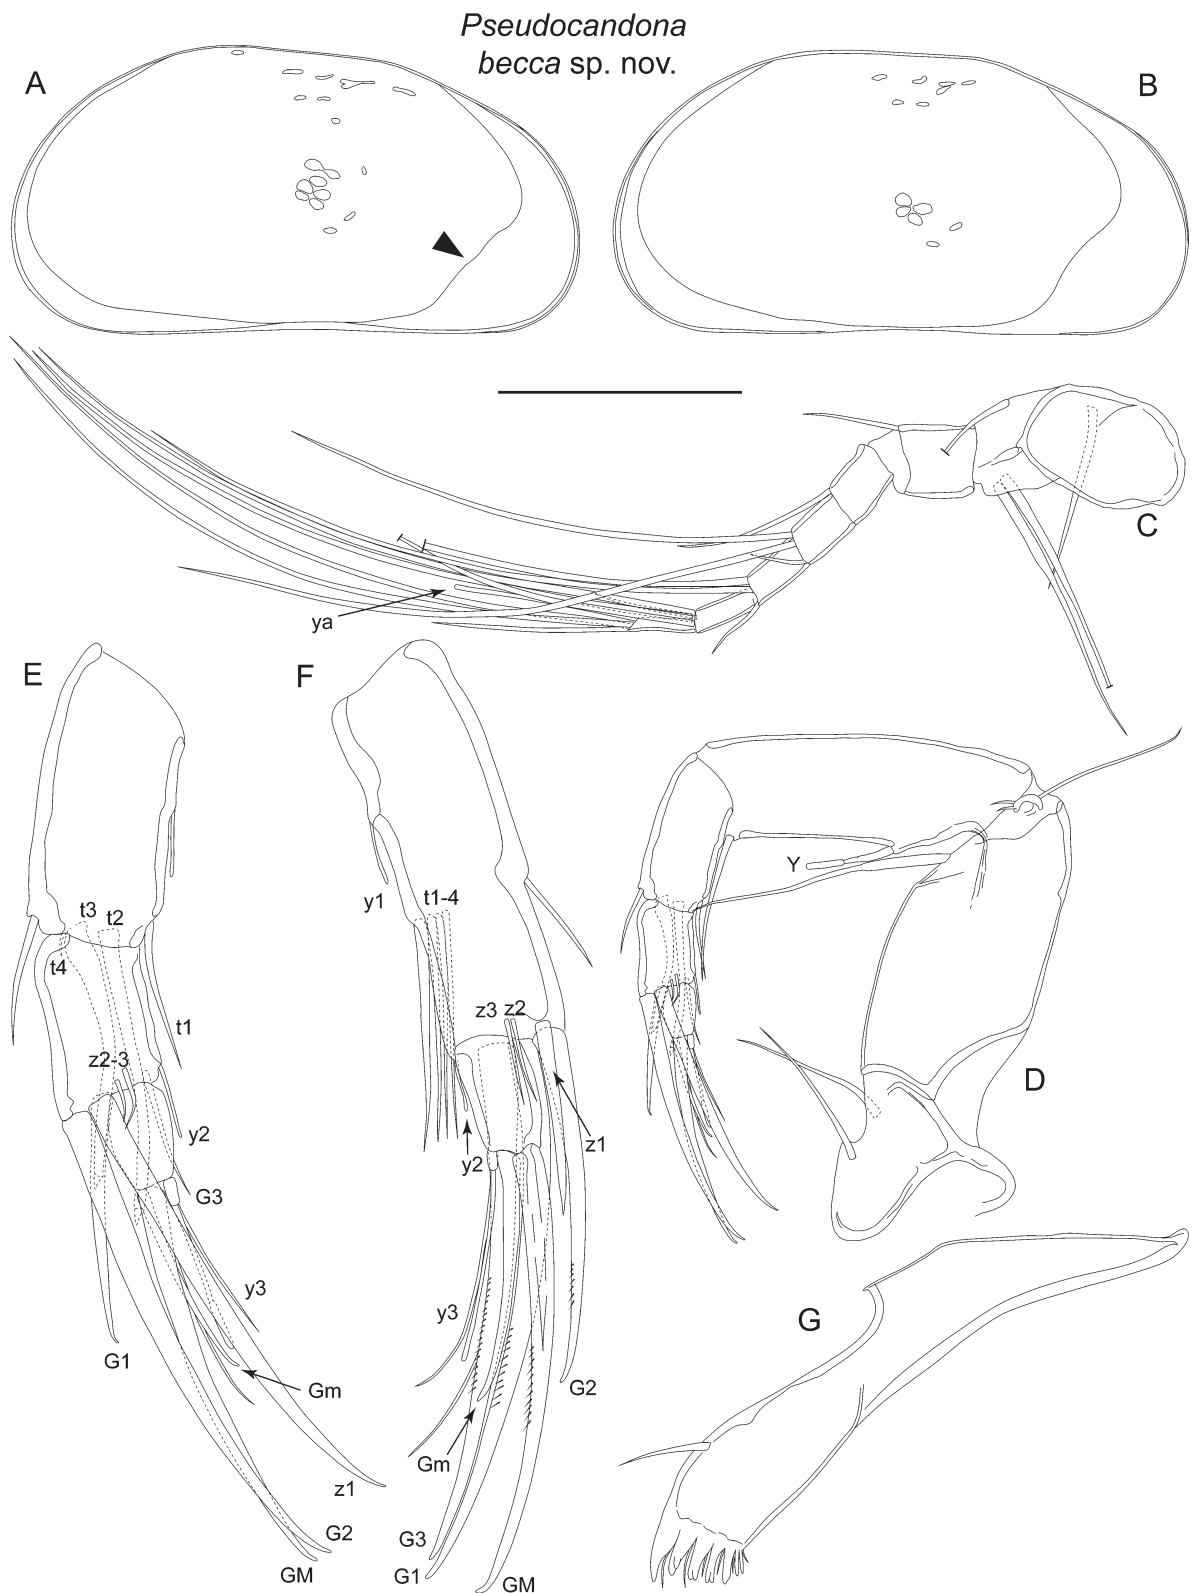 Pseudocandona
becca sp. nov.
A
B
C
ya
E
F
t3
t2
t4
t1
z2-3
y2
G3
y3
G1
Gm
z1
G2
GM
y1
t1-4
z3 z2
z1
y2
y3
G2
Gm
G3
G1
GM
Y
D
G